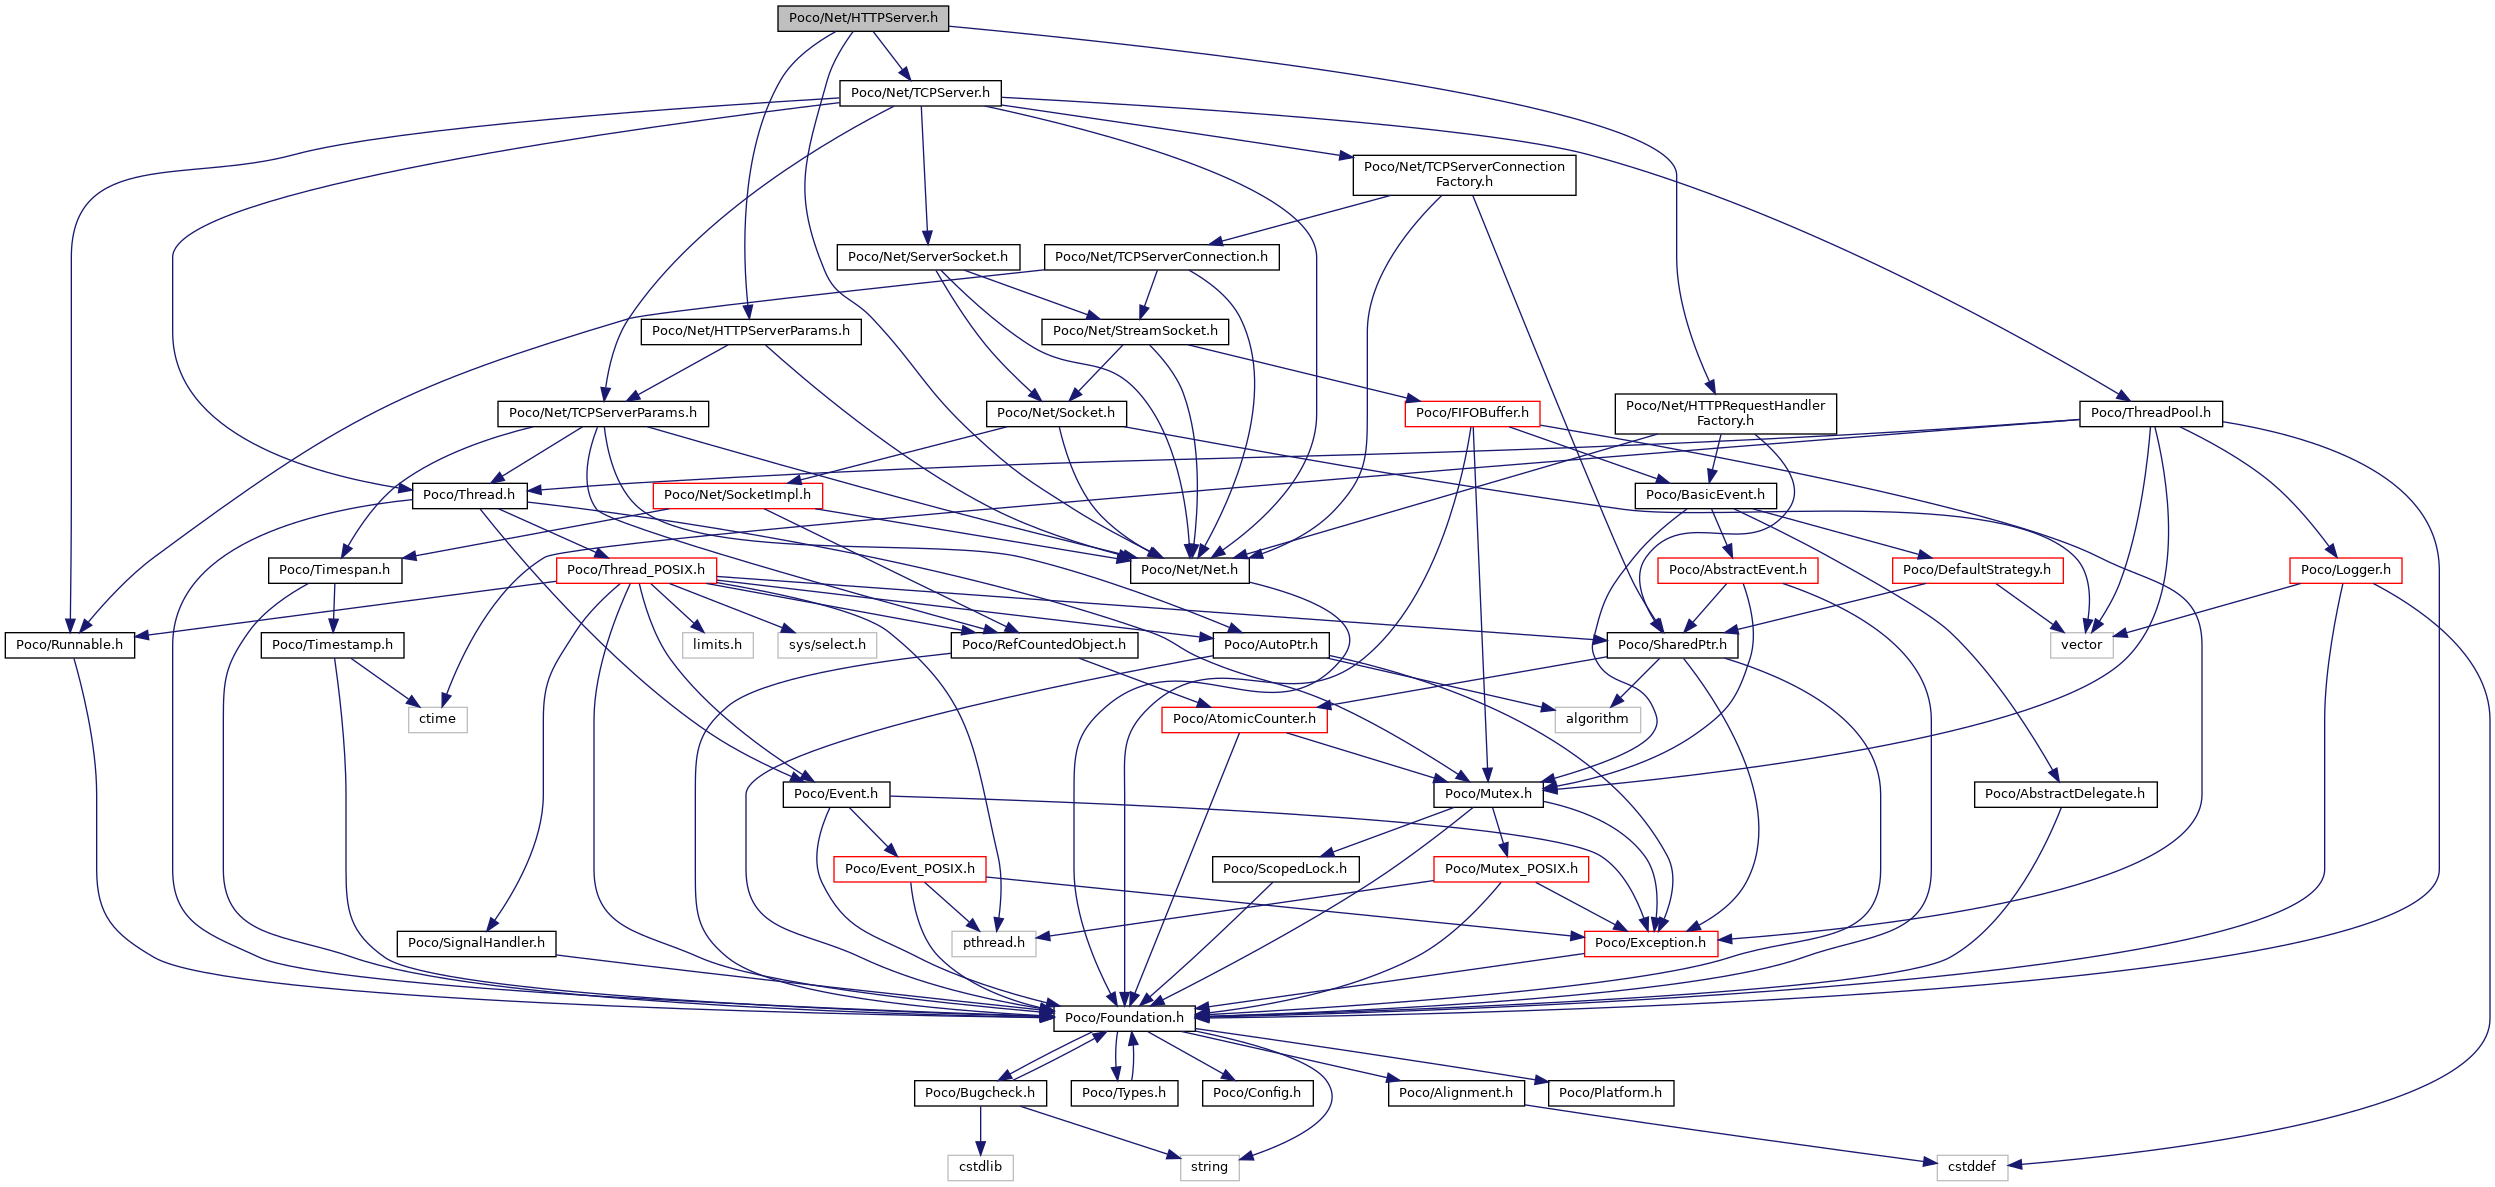 Poco/Net/HTTPServer.h
Poco/Net/TCPServer.h
Poco/Net/TCPServerConnection
Factory.h
Poco/Net/ServerSocket.h
Poco/Net/TCPServerConnection.h
Poco/Net/HTTPServerParams.h
Poco/Net/StreamSocket.h
Poco/Net/TCPServerParams.h
Poco/Net/Socket.h
Poco/FIFOBuffer.h
Poco/Net/HTTPRequestHandler
Factory.h
Poco/ThreadPool.h
Poco/Thread.h
Poco/Net/SocketImpl.h
Poco/BasicEvent.h
Poco/Timespan.h
Poco/Thread_POSIX.h
Poco/Net/Net.h
Poco/AbstractEvent.h
Poco/DefaultStrategy.h
Poco/Logger.h
Poco/Runnable.h
Poco/Timestamp.h
limits.h
sys/select.h
Poco/RefCountedObject.h
Poco/AutoPtr.h
Poco/SharedPtr.h
vector
ctime
Poco/AtomicCounter.h
algorithm
Poco/Event.h
Poco/Mutex.h
Poco/AbstractDelegate.h
Poco/Event_POSIX.h
Poco/ScopedLock.h
Poco/Mutex_POSIX.h
Poco/SignalHandler.h
pthread.h
Poco/Exception.h
Poco/Foundation.h
Poco/Bugcheck.h
Poco/Types.h
Poco/Config.h
Poco/Alignment.h
Poco/Platform.h
cstdlib
string
cstddef